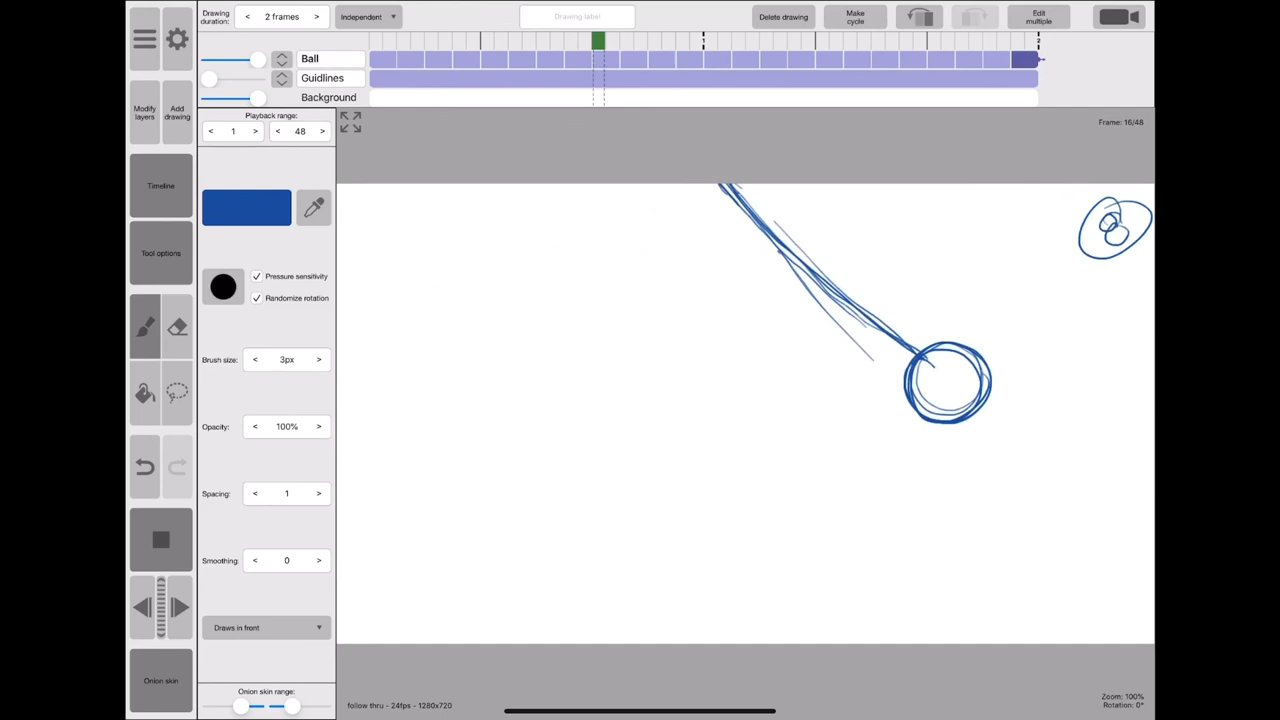 Drawing
duration:
< 2 frames >
Independent
Drawing label
Delete drawing
Make
cycle
Edit
multiple
1
2
Ball
Guidlines
Background
Modify
layers
Add
drawing
Playback range:
< 1 >
< 48 >
Frame: 16/48
Timeline
Tool options
Pressure sensitivity
Randomize rotation
Brush size:
< 3px >
Opacity:
< 100% >
Spacing:
< 1 >
Smoothing:
< 0 >
Draws in front
Onion skin
Onion skin range:
follow thru - 24fps - 1280x720
Zoom: 100%
Rotation: 0°